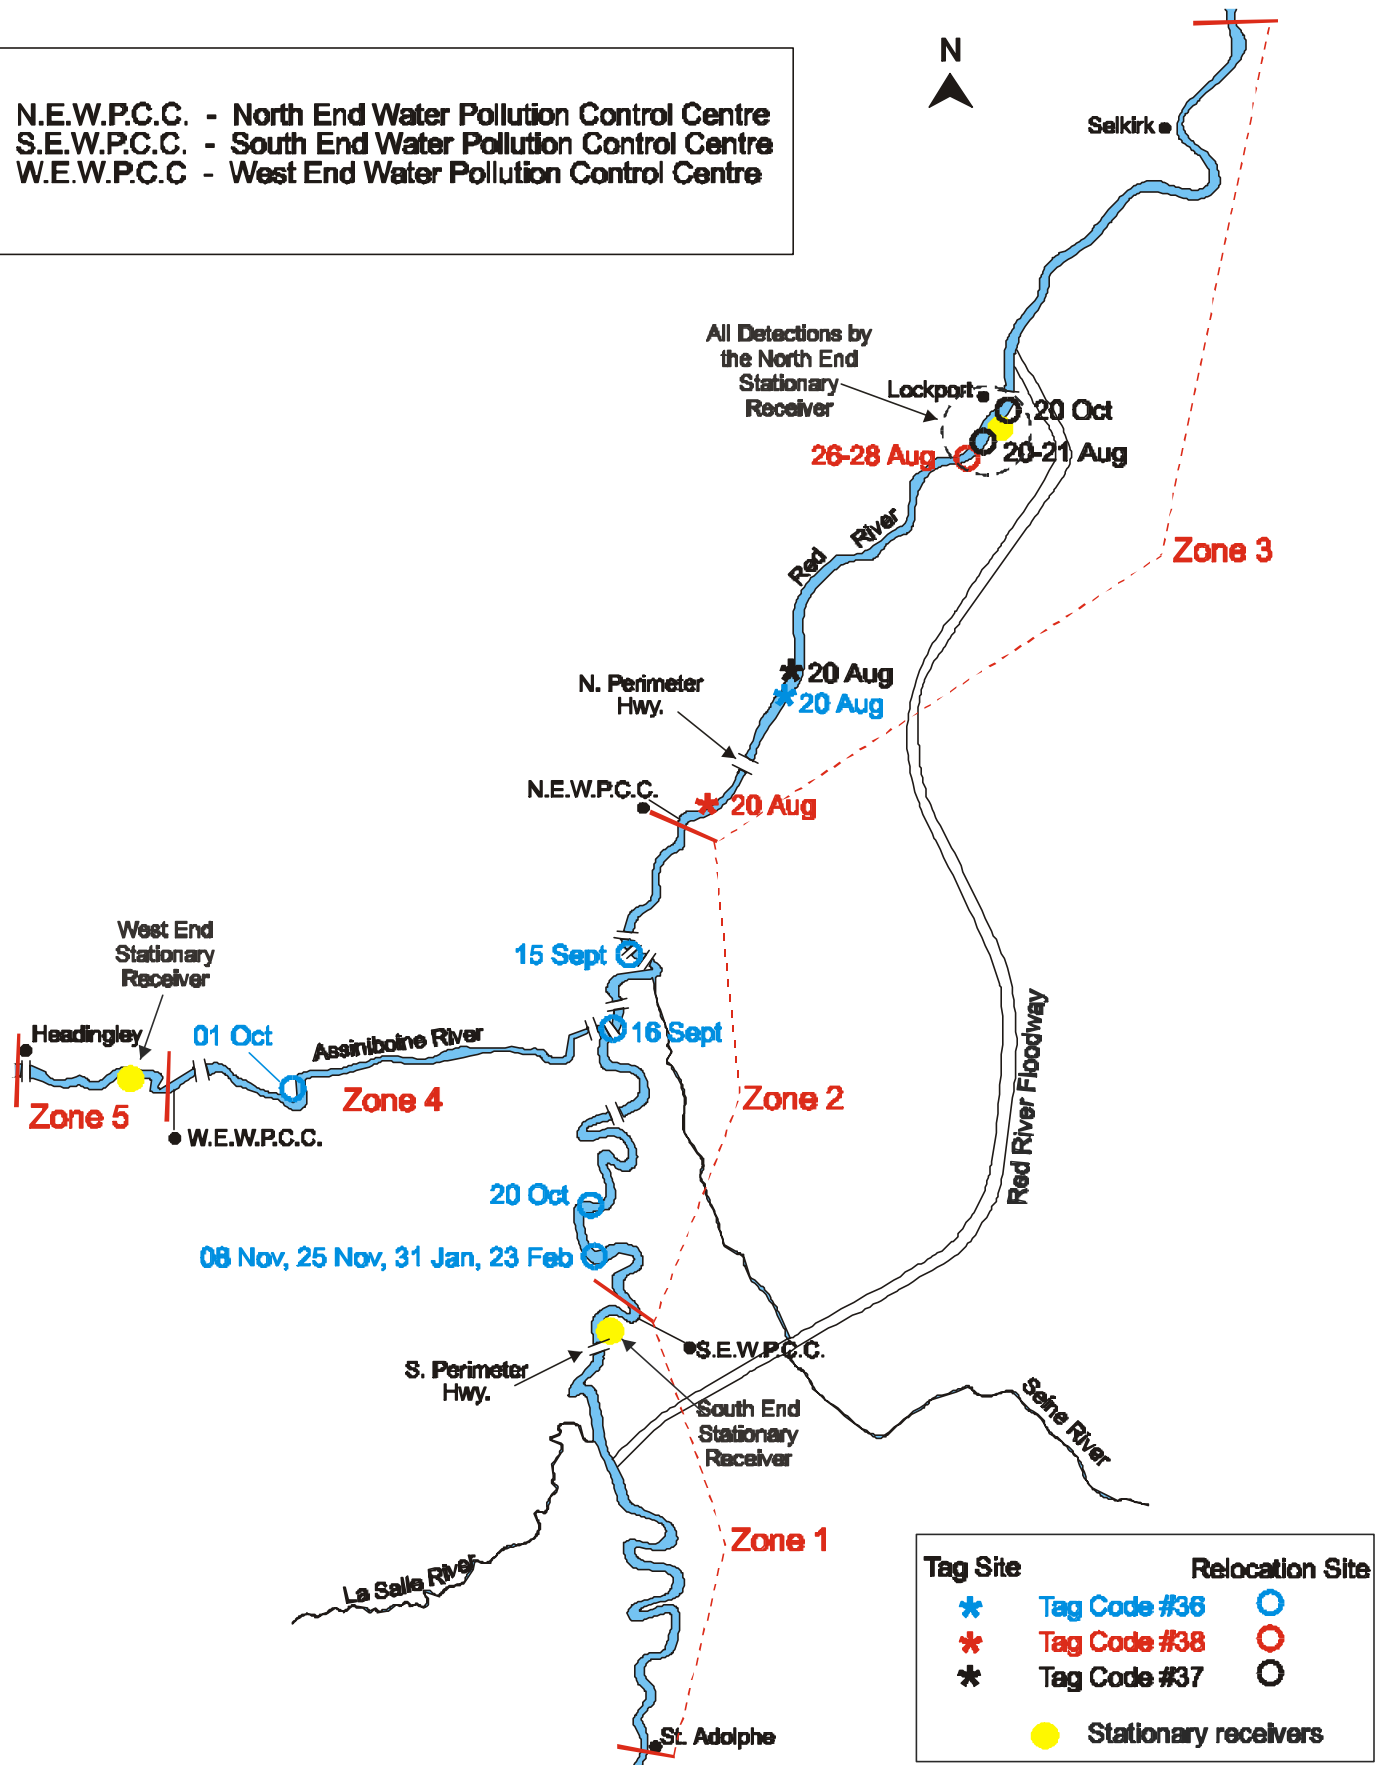 N.E.W.P.C.C. - North End Water Pollution Control Centre
S.E.W.P.C.C. - South End Water Pollution Control Centre
W.E.W.P.C.C - West End Water Pollution Control Centre
N
Selkirk
All Detections by
the North End
Stationary
Receiver
Lockport
20 Oct
20-21 Aug
26-28 Aug
Red River
Zone 3
20 Aug
20 Aug
N. Perimeter
Hwy.
N.E.W.P.C.C.
20 Aug
West End
Stationary
Receiver
15 Sept
Headingley
01 Oct
Assiniboine River
16 Sept
Zone 5
Zone 4
Zone 2
W.E.W.P.C.C.
Red River Floodway
20 Oct
08 Nov, 25 Nov, 31 Jan, 23 Feb
S.E.W.P.C.C.
S. Perimeter
Hwy.
South End
Stationary
Receiver
Seine River
La Salle River
Zone 1
St. Adolphe
Tag Site Relocation Site
Tag Code #36
Tag Code #38
Tag Code #37
Stationary receivers